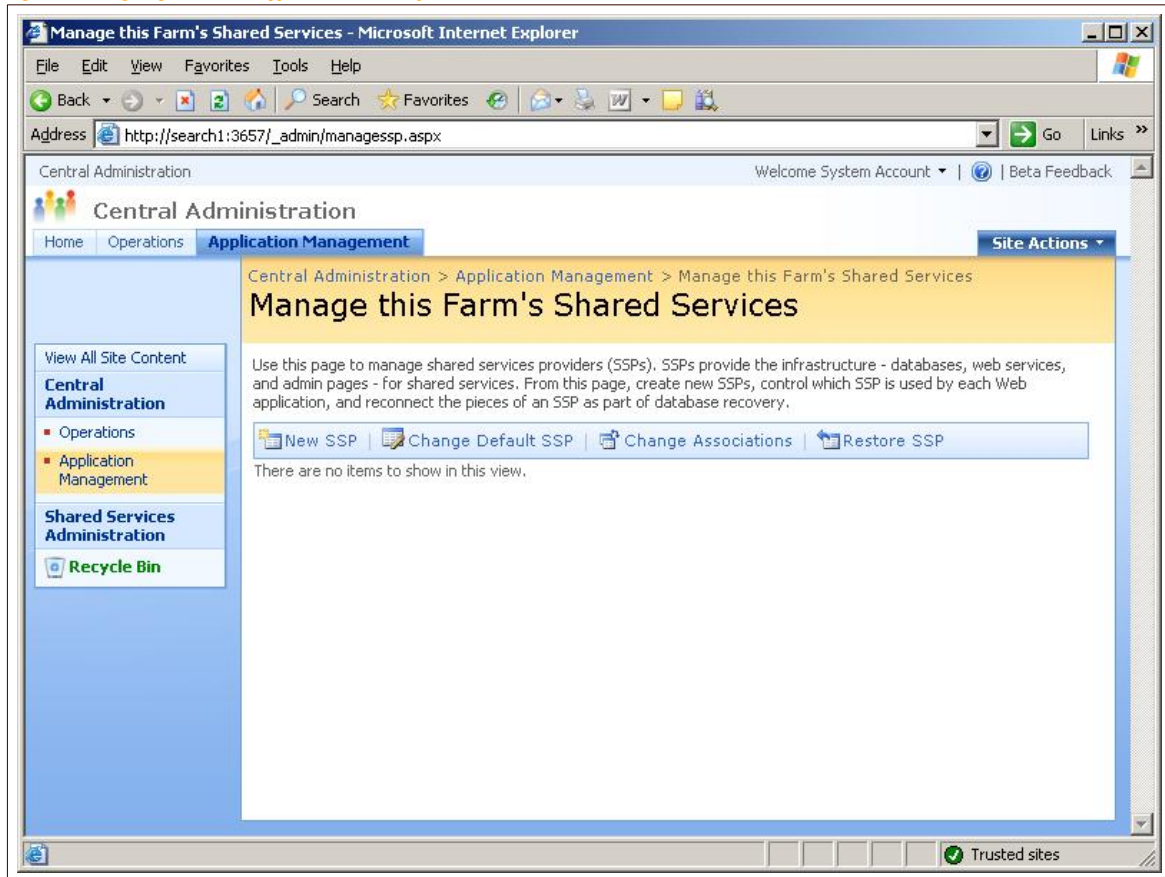 Manage this Farm's Shared Services - Microsoft Internet Explorer
File Edit View Favorites Tools Help
Back Search Favorites
Address http://search1:3657/_admin/managessp.aspx Go Links »
Central Administration Welcome System Account | Beta Feedback
Central Administration
Home Operations Application Management Site Actions
Central Administration > Application Management > Manage this Farm's Shared Services
Manage this Farm's Shared Services
View All Site Content
Central
Administration
Operations
Application
Management
Shared Services
Administration
Recycle Bin
Use this page to manage shared services providers (SSPs). SSPs provide the infrastructure - databases, web services,
and admin pages - for shared services. From this page, create new SSPs, control which SSP is used by each Web
application, and reconnect the pieces of an SSP as part of database recovery.
New SSP | Change Default SSP | Change Associations | Restore SSP
There are no items to show in this view.
Trusted sites